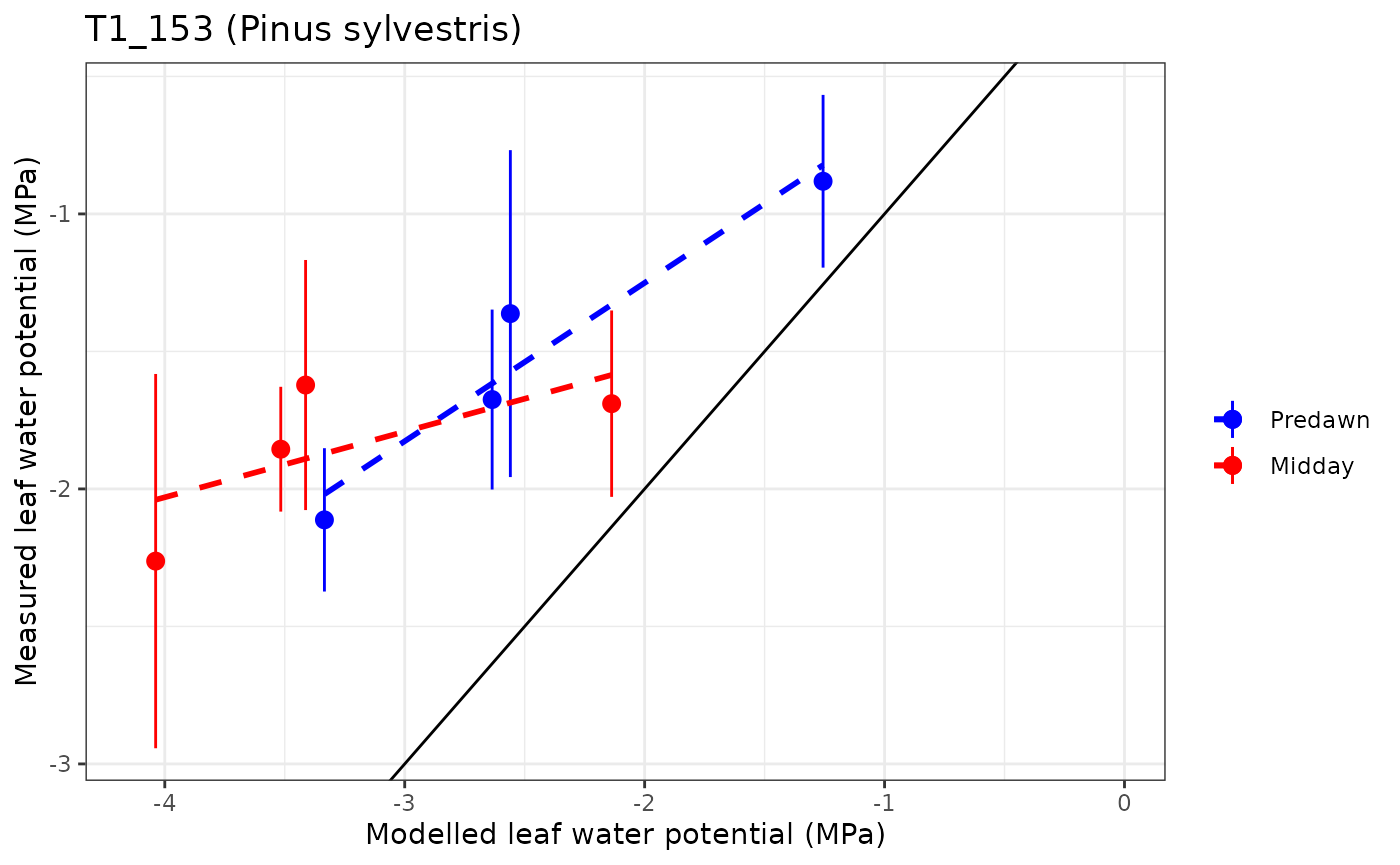 T1_153 (Pinus sylvestris)
Measured leaf water potential (MPa)
-1
-2
-3
-4
-3
-2
-1
0
Modelled leaf water potential (MPa)
Predawn
Midday